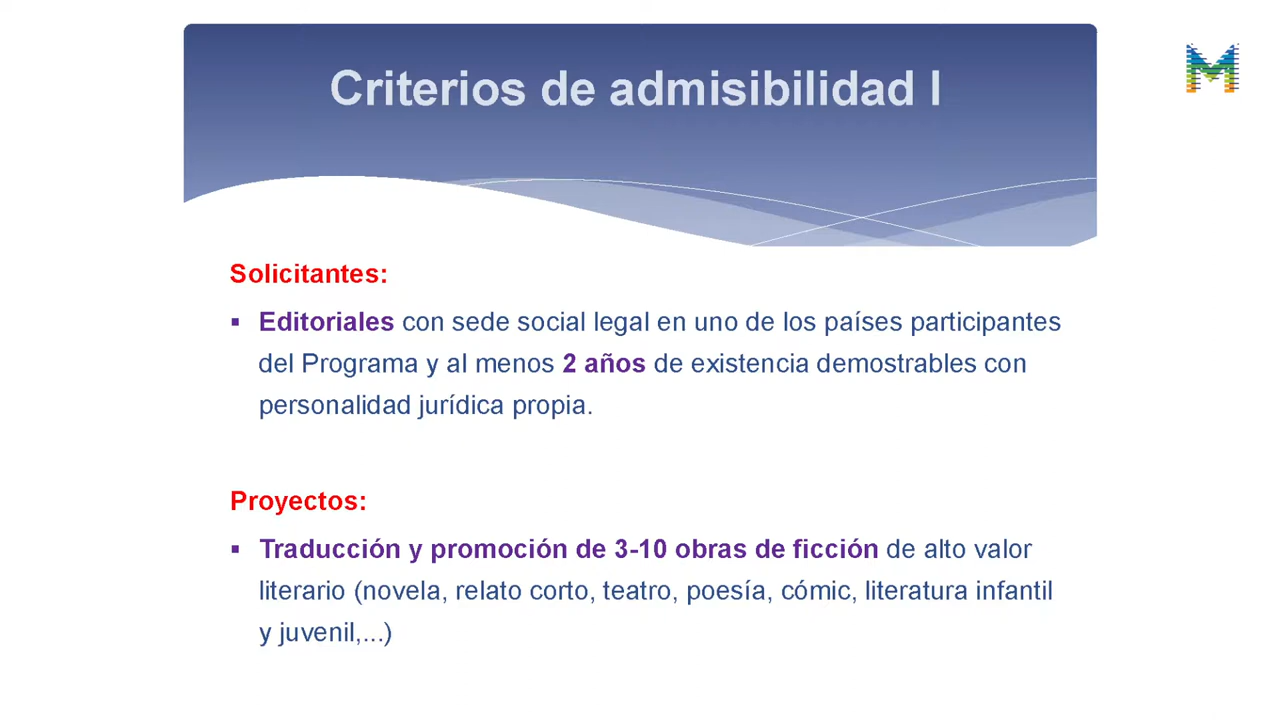 Criterios de admisibilidad I
M
Solicitantes:
▪ Editoriales con sede social legal en uno de los países participantes
del Programa y al menos 2 años de existencia demostrables con
personalidad jurídica propia.
Proyectos:
▪ Traducción y promoción de 3-10 obras de ficción de alto valor
literario (novela, relato corto, teatro, poesía, cómic, literatura infantil
y juvenil,...)